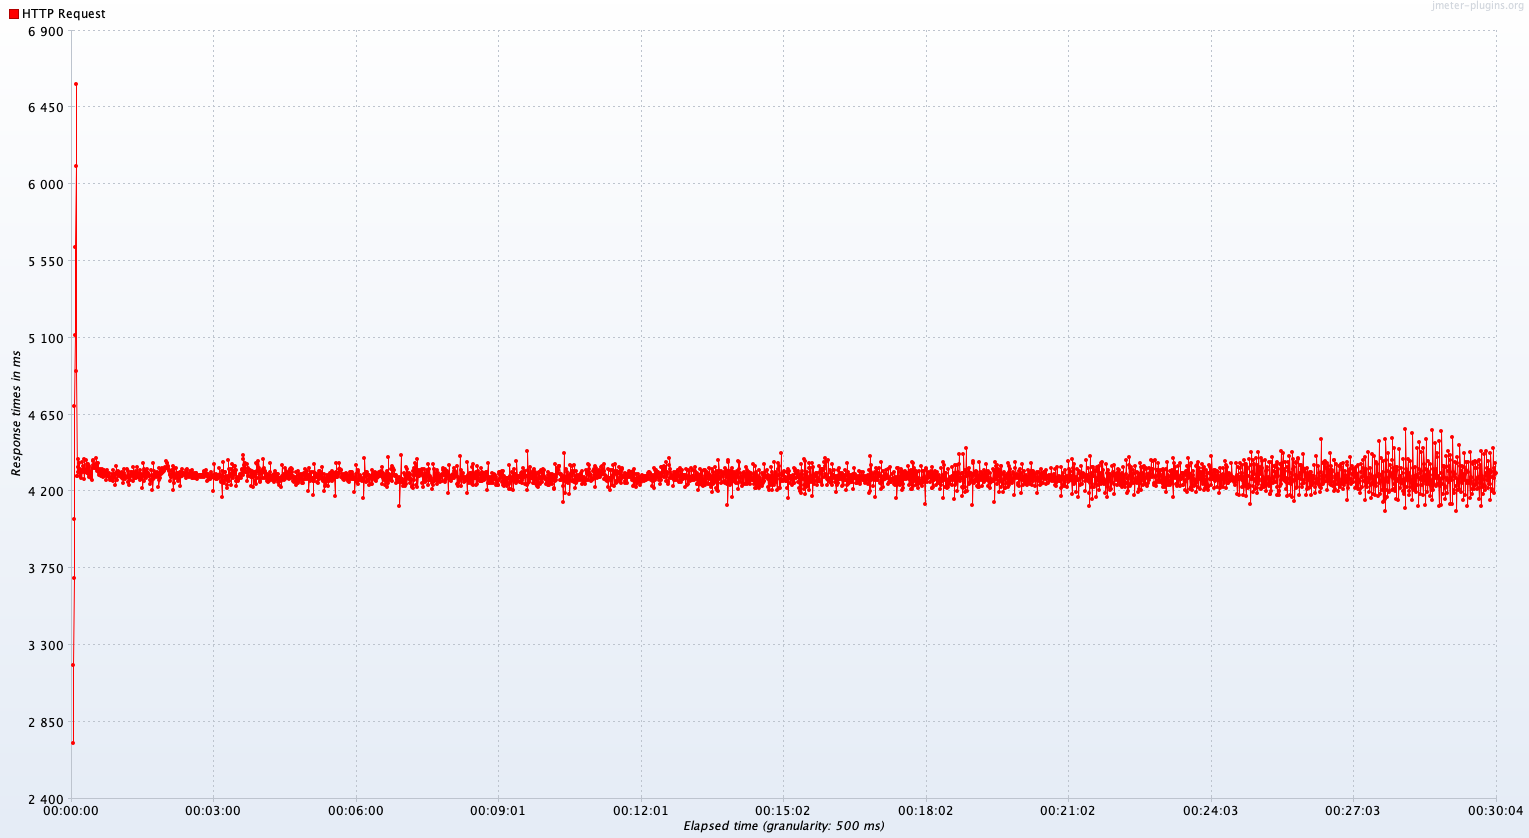 jmeter-plugins.org
HTTP Request
6 900
6 450
6 000
5 550
5 100
4 650
4 200
3 750
3 300
2 850
2 400
Response times in ms
00:00:00 00:03:00 00:06:00 00:09:01 00:12:01 00:15:02 00:18:02 00:21:02 00:24:03 00:27:03 00:30:04
Elapsed time (granularity: 500 ms)